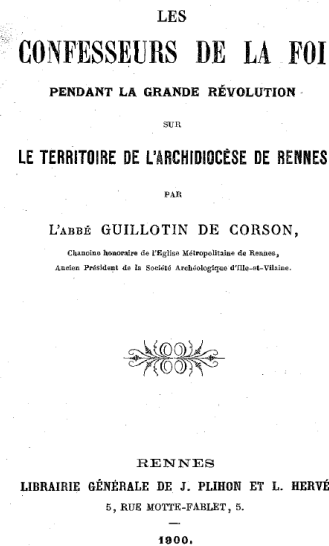 LES
CONFESSEURS DE LA FOI
PENDANT LA GRANDE RÉVOLUTION
SUR
LE TERRITOIRE DE L'ARCHIDIOCÈSE DE RENNES
PAR
L'ABBÉ GUILLOTIN DE CORSON,
Chanoine honoraire de l'Eglise Métropolitaine de Rennes,
Ancien Président de la Société Archéologique d'Ille-et-Vilaine.
RENNES
LIBRAIRIE GÉNÉRALE DE J. PLIHON ET L. HERVÉ
5, RUE MOTTE-FABLET, 5.
1900.